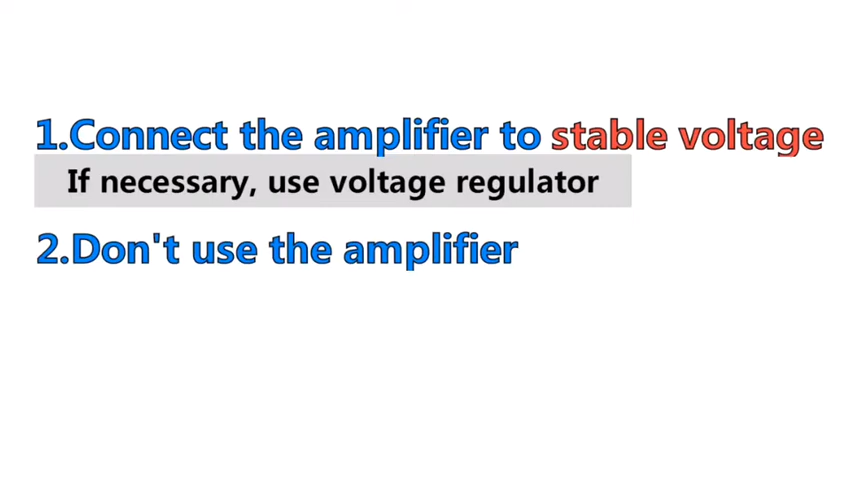 1.Connect the amplifier to stable voltage
If necessary, use voltage regulator
2.Don't use the amplifier